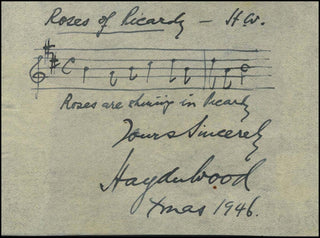 Roses of Picardy – H W.
Roses are shining in Picardy
Yours Sincerely
Haydn Wood
Xmas 1946.